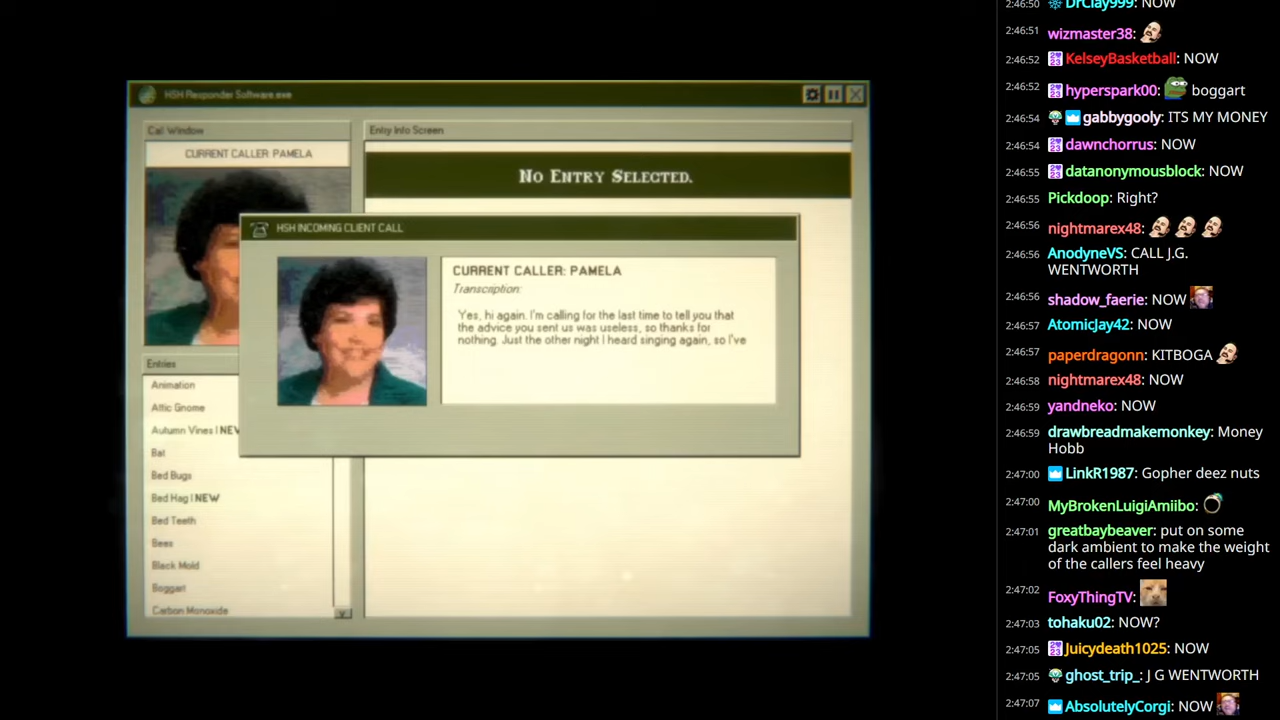 HSH Responder Software.exe
Call Window
CURRENT CALLER: PAMELA
Entry Info Screen
NO ENTRY SELECTED.
HSH INCOMING CLIENT CALL
CURRENT CALLER: PAMELA
Transcription:
Yes, hi again. I'm calling for the last time to tell you that
the advice you sent us was useless, so thanks for
nothing. Just the other night I heard singing again, so I've
Entries
Animation
Attic Gnome
Autumn Vines | NEW
Bat
Bed Bugs
Bed Hag | NEW
Bed Teeth
Bees
Black Mold
Boggart
Carbon Monoxide
2:46:50 DrClay999: NOW
2:46:51 wizmaster38:
2:46:52 KelseyBasketball: NOW
2:46:52 hyperspark00: boggart
2:46:54 gabbygooly: ITS MY MONEY
2:46:54 dawnchorrus: NOW
2:46:55 datanonymousblock: NOW
2:46:55 Pickdoop: Right?
2:46:56 nightmarex48:
2:46:56 AnodyneVS: CALL J.G.
WENTWORTH
2:46:56 shadow_faerie: NOW
2:46:57 AtomicJay42: NOW
2:46:57 paperdragonn: KITBOGA
2:46:58 nightmarex48: NOW
2:46:59 yandneko: NOW
2:46:59 drawbreadmakemonkey: Money
Hobb
2:47:00 LinkR1987: Gopher deez nuts
2:47:00 MyBrokenLuigiAmiibo:
2:47:01 greatbaybeaver: put on some
dark ambient to make the weight
of the callers feel heavy
2:47:02 FoxyThingTV:
2:47:03 tohaku02: NOW?
2:47:05 Juicydeath1025: NOW
2:47:05 ghost_trip_: J G WENTWORTH
2:47:07 AbsolutelyCorgi: NOW